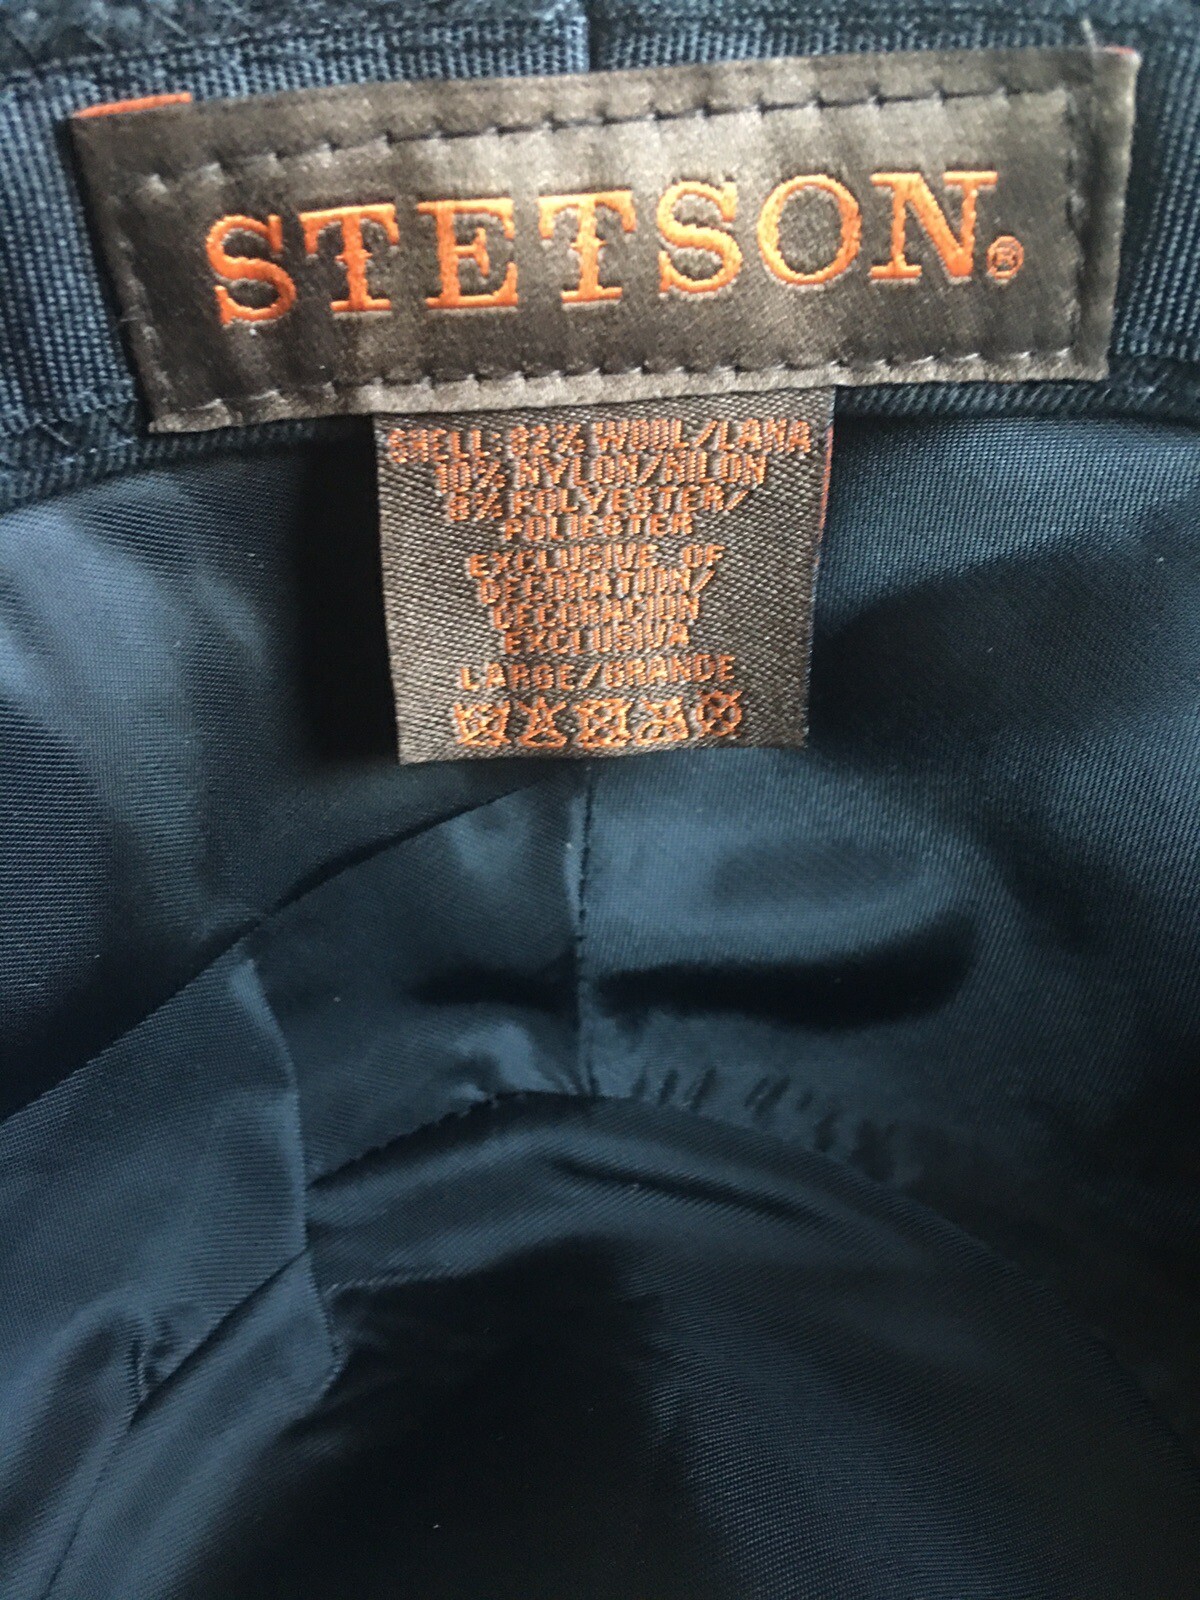 STETSON®
SHELL: 82% WOOL/LANA
10% NYLON/NILON
8% POLYESTER/
POLIESTER
EXCLUSIVE OF
DECORATION/
DECORACION
EXCLUSIVA
LARGE/GRANDE